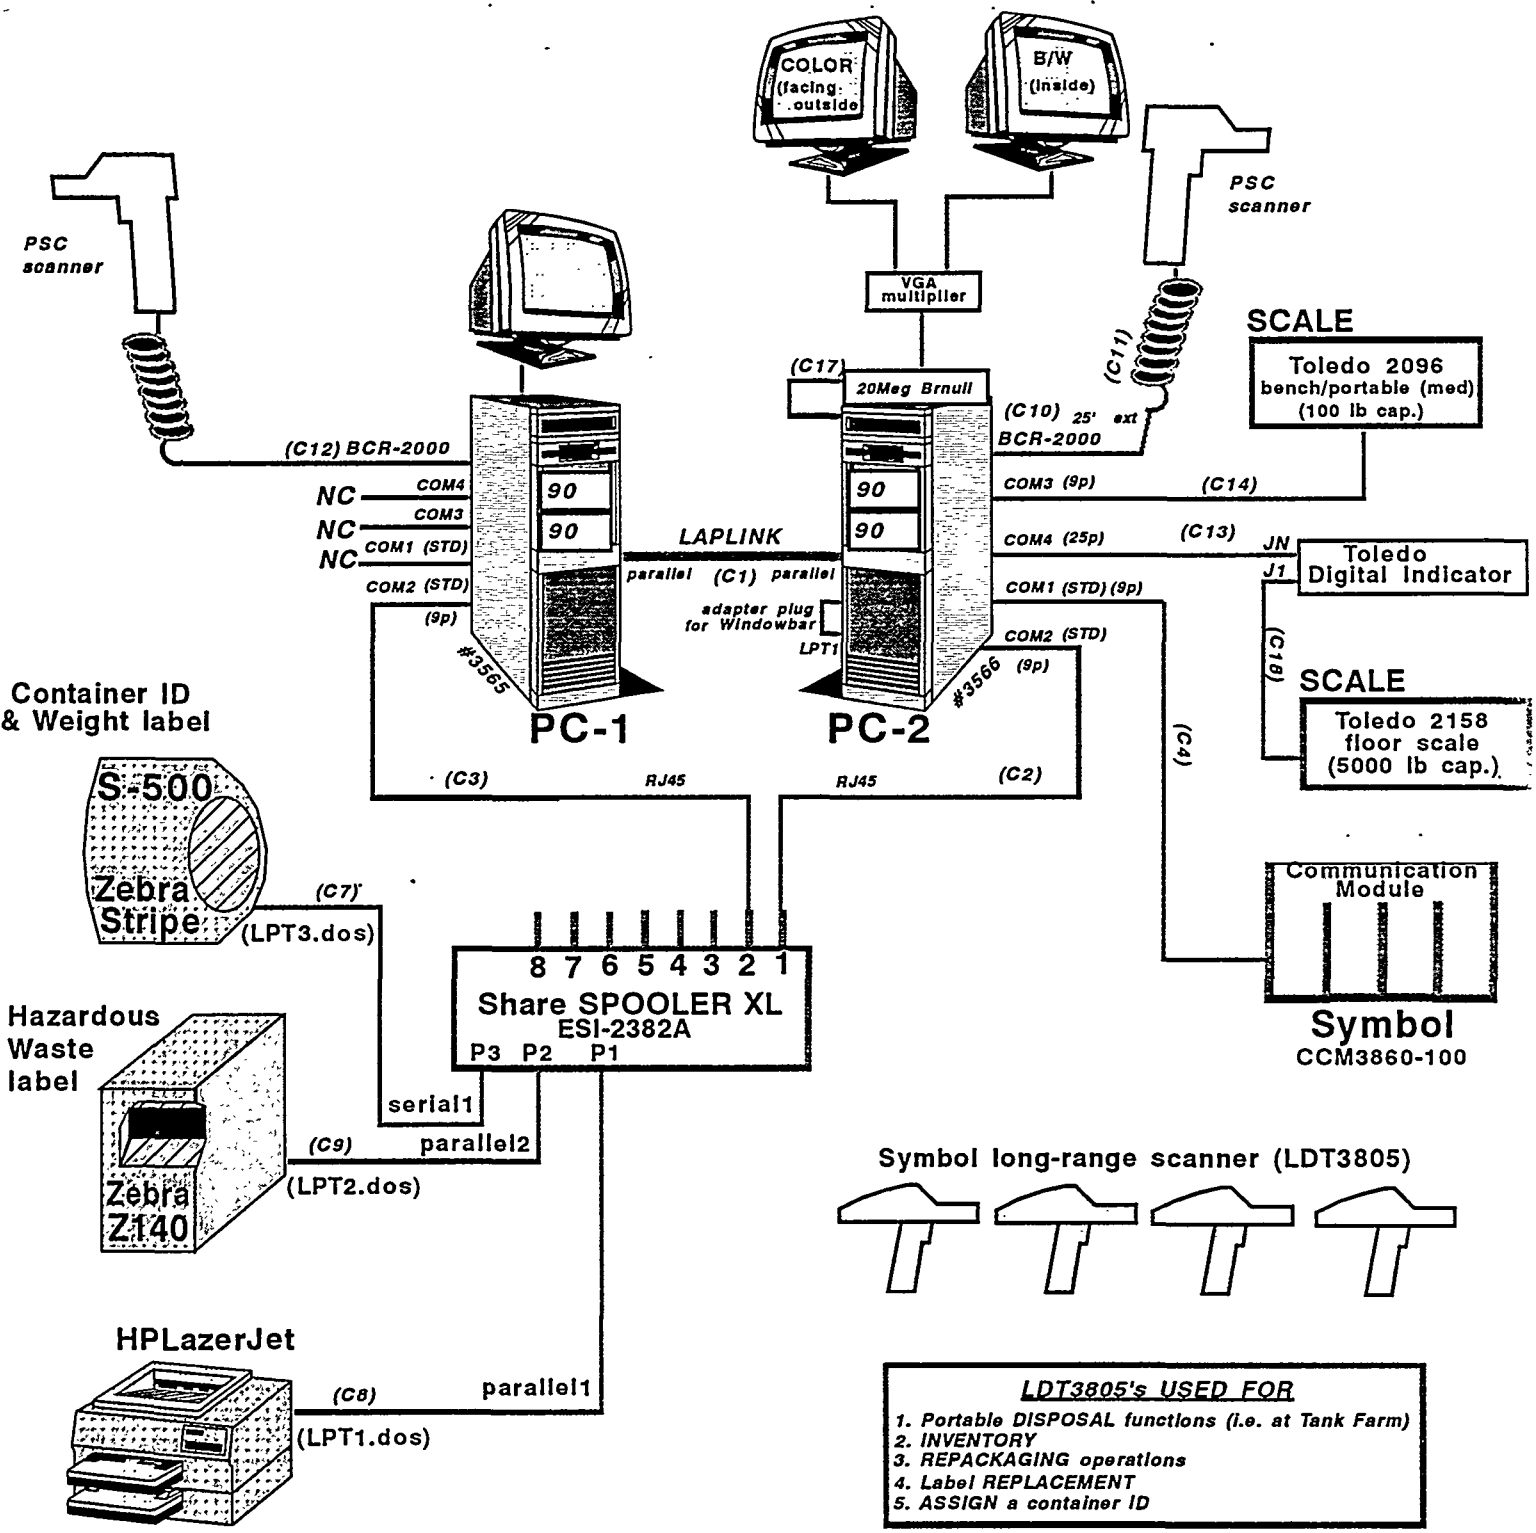 COLOR
(facing
outside
B/W
(inside)
PSC
scanner
PSC
scanner
VGA
multiplier
SCALE
Toledo 2096
bench/portable (med)
(100 lb cap.)
(C17)
20Meg Brnull
(C11)
(C10) 25' ext
BCR-2000
(C12) BCR-2000
NC COM4
NC COM3
NC COM1 (STD)
COM2 (STD)
(9p)
90
90
90
90
COM3 (9p)
(C14)
LAPLINK
parallel (C1) parallel
COM4 (25p)
(C13)
JN
J1
Toledo
Digital Indicator
adapter plug
for Windowbar
LPT1
COM1 (STD) (9p)
COM2 (STD)
(9p)
(C18)
#3565
#3566
PC-1
PC-2
(C4)
SCALE
Toledo 2158
floor scale
(5000 lb cap.)
Container ID
& Weight label
S-500
Zebra
Stripe
(C3)
RJ45
RJ45
(C2)
(C7)
(LPT3.dos)
Communication
Module
Symbol
CCM3860-100
8 7 6 5 4 3 2 1
Share SPOOLER XL
ESI-2382A
P3 P2 P1
Hazardous
Waste
label
Zebra
Z140
serial1
(C9)
parallel2
(LPT2.dos)
Symbol long-range scanner (LDT3805)
HPLazerJet
(C8)
parallel1
(LPT1.dos)
LDT3805's USED FOR
1. Portable DISPOSAL functions (i.e. at Tank Farm)
2. INVENTORY
3. REPACKAGING operations
4. Label REPLACEMENT
5. ASSIGN a container ID